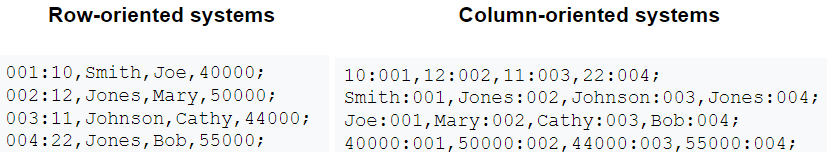 Row-oriented systems
001:10,Smith,Joe,40000;
002:12,Jones,Mary,50000;
003:11,Johnson,Cathy,44000;
004:22,Jones,Bob,55000;
Column-oriented systems
10:001,12:002,11:003,22:004;
Smith:001,Jones:002,Johnson:003,Jones:004;
Joe:001,Mary:002,Cathy:003,Bob:004;
40000:001,50000:002,44000:003,55000:004;